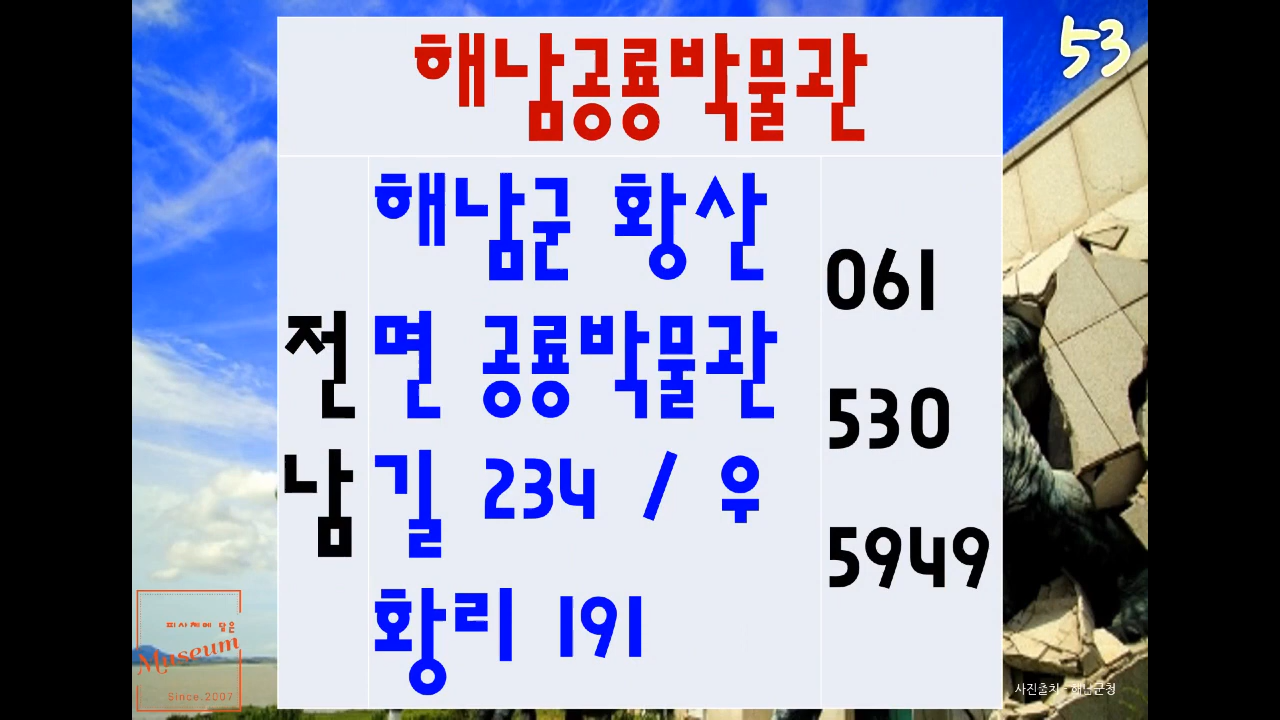 53
해남공룡박물관
전
남
해남군 황산
면 공룡박물관
길 234 / 우
황리 191
061
530
5949
피사체에 담은
Museum
Since.2007
사진출처 - 해남군청